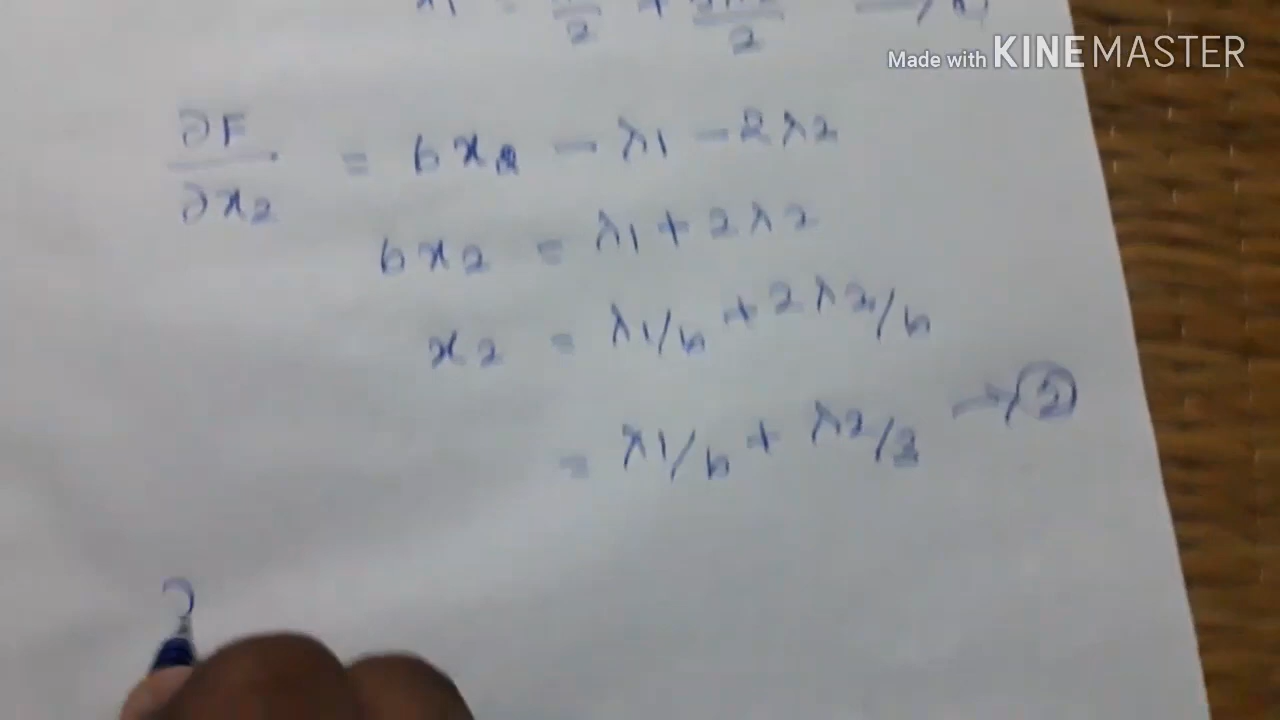 Made with KINEMASTER
∂F/∂x2 = 6x2 - λ1 - 2λ2
6x2 = λ1 + 2λ2
x2 = λ1/6 + 2λ2/6
= λ1/6 + λ2/3 → 2